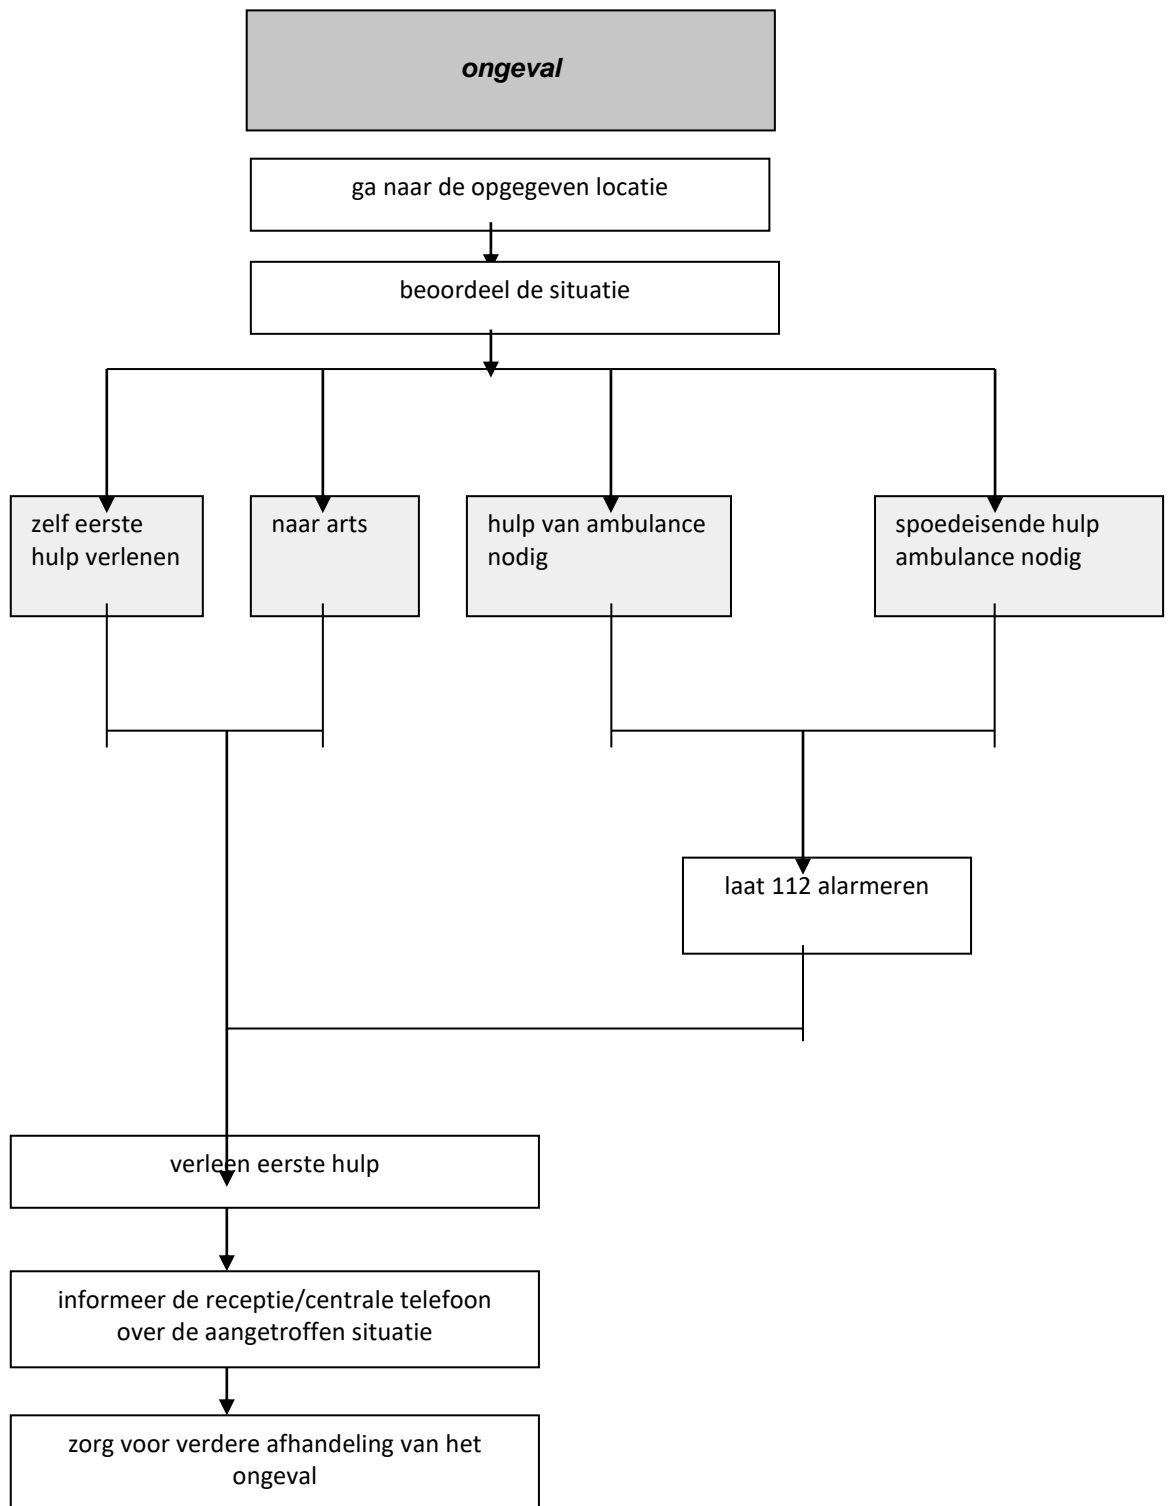 ongeval
ga naar de opgegeven locatie
beoordeel de situatie
zelf eerste
hulp verlenen
naar arts
hulp van ambulance
nodig
spoedeisende hulp
ambulance nodig
laat 112 alarmeren
verleen eerste hulp
informeer de receptie/centrale telefoon
over de aangetroffen situatie
zorg voor verdere afhandeling van het
ongeval